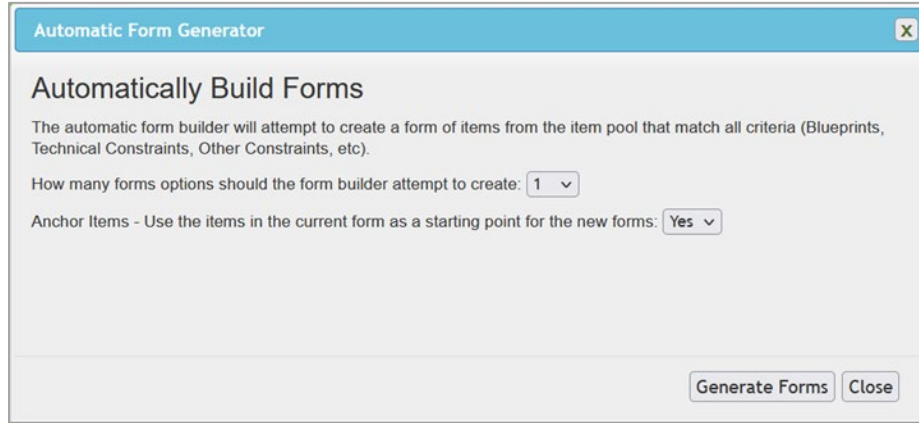 Automatic Form Generator
X
Automatically Build Forms
The automatic form builder will attempt to create a form of items from the item pool that match all criteria (Blueprints,
Technical Constraints, Other Constraints, etc).
How many forms options should the form builder attempt to create: 1
Anchor Items - Use the items in the current form as a starting point for the new forms: Yes
Generate Forms Close